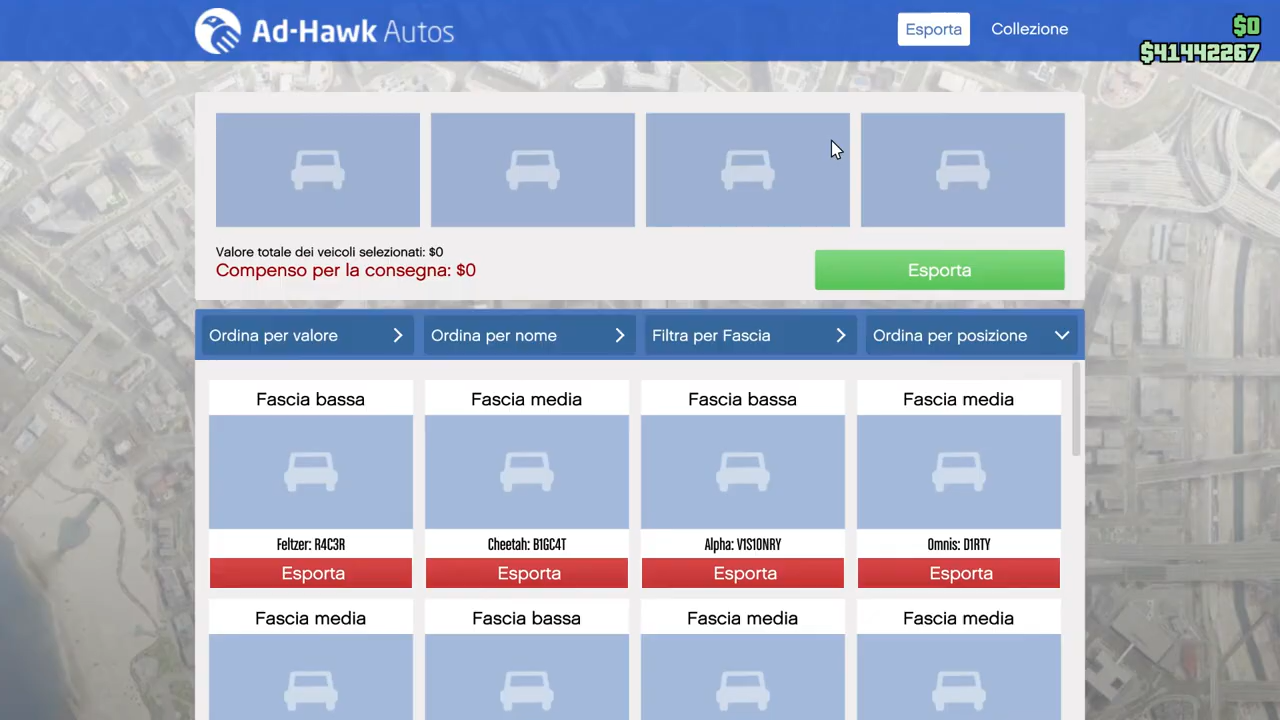 Ad-Hawk Autos
Esporta
Collezione
$0
$41442267
Valore totale dei veicoli selezionati: $0
Compenso per la consegna: $0
Esporta
Ordina per valore
Ordina per nome
Filtra per Fascia
Ordina per posizione
Fascia bassa
Fascia media
Fascia bassa
Fascia media
Feltzer: R4C3R
Cheetah: B1GC4T
Alpha: V1S10NRY
Omnis: D1RTY
Esporta
Esporta
Esporta
Esporta
Fascia media
Fascia bassa
Fascia media
Fascia media